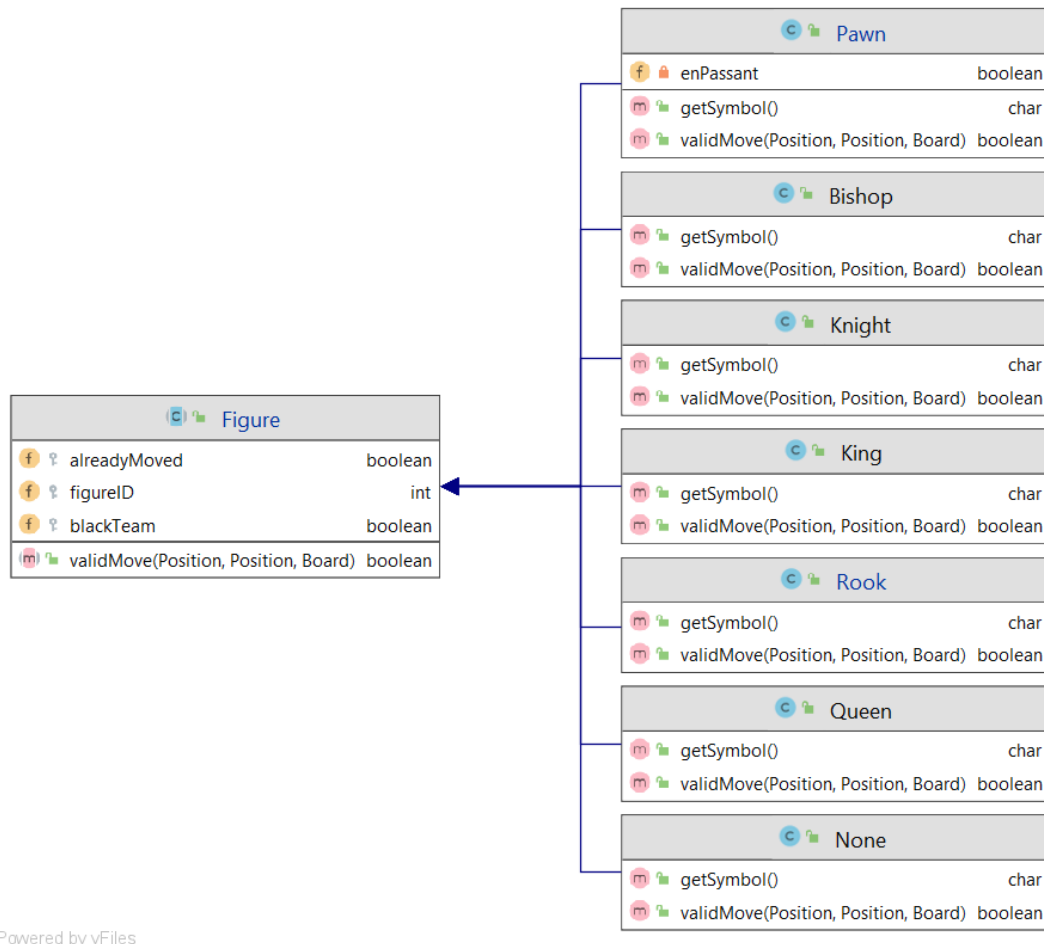 Pawn
enPassant boolean
getSymbol() char
validMove(Position, Position, Board) boolean
Bishop
getSymbol() char
validMove(Position, Position, Board) boolean
Knight
getSymbol() char
validMove(Position, Position, Board) boolean
Figure
alreadyMoved boolean
figureID int
blackTeam boolean
validMove(Position, Position, Board) boolean
King
getSymbol() char
validMove(Position, Position, Board) boolean
Rook
getSymbol() char
validMove(Position, Position, Board) boolean
Queen
getSymbol() char
validMove(Position, Position, Board) boolean
None
getSymbol() char
validMove(Position, Position, Board) boolean
Powered by yFiles